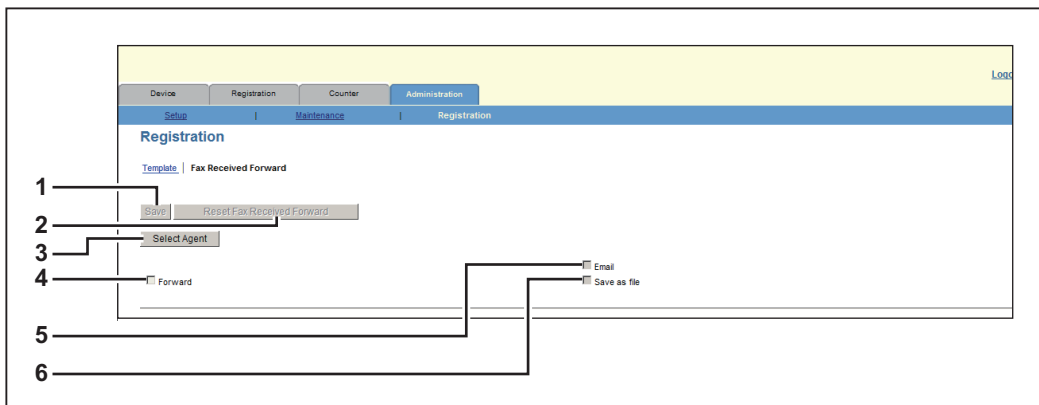 Logo
Device Registration Counter Administration
Setup | Maintenance | Registration
Registration
Template | Fax Received Forward
1
Save Reset Fax Received Forward
2
Select Agent
3
Email
4
Forward
Save as file
5
6